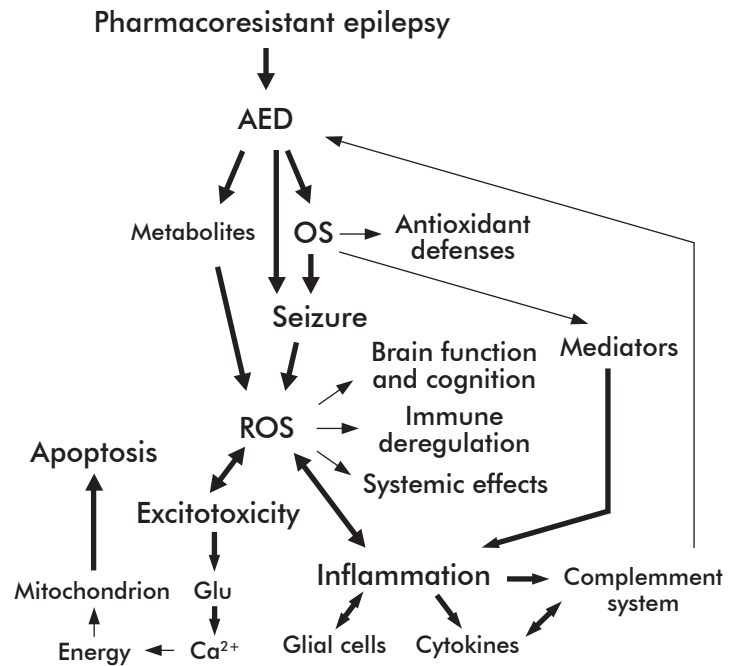 Pharmacoresistant epilepsy
AED
Metabolites
OS
Antioxidant
defenses
Seizure
Mediators
Brain function
and cognition
ROS
Immune
deregulation
Apoptosis
Systemic effects
Excitotoxicity
Inflammation
Complemment
system
Mitochondrion
Glu
Glial cells
Cytokines
Energy
Ca²⁺